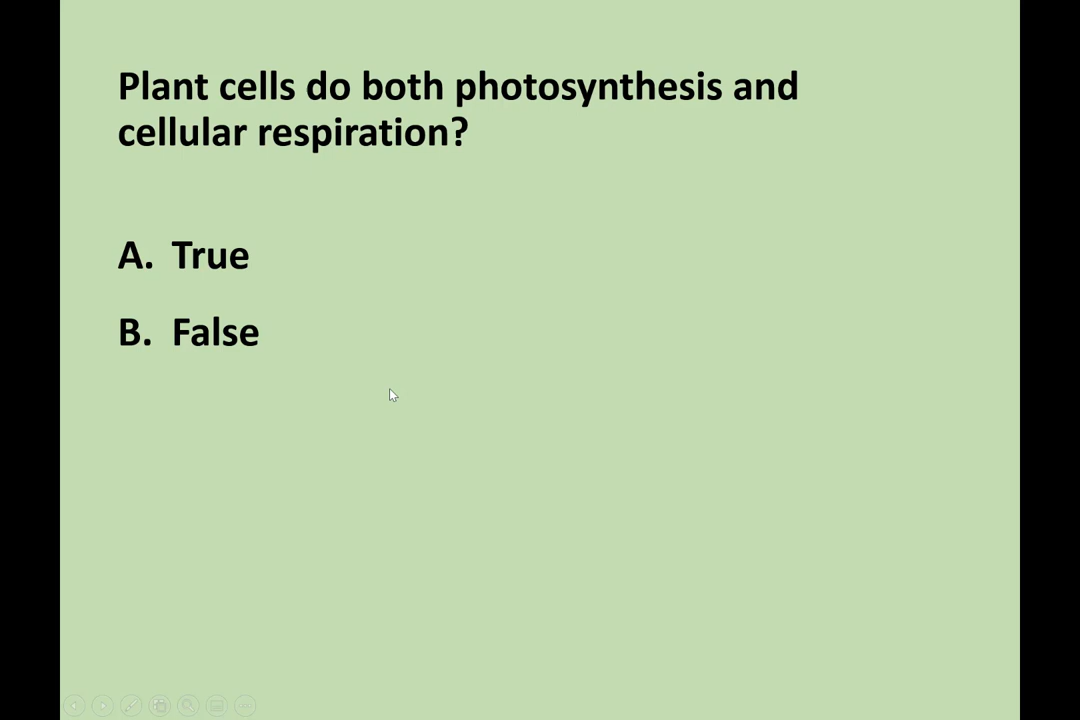 Plant cells do both photosynthesis and
cellular respiration?
A. True
B. False